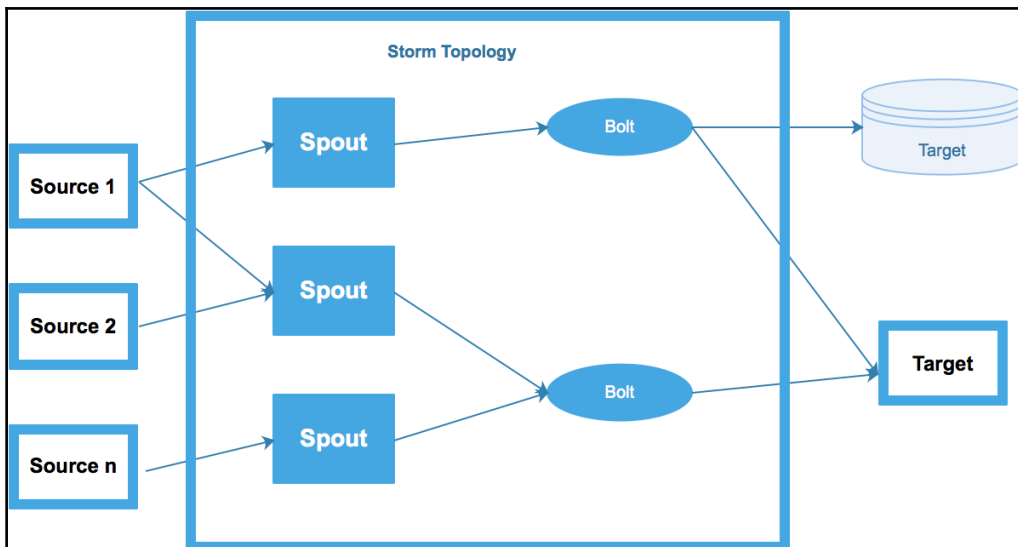 Storm Topology
Source 1
Source 2
Source n
Spout
Spout
Spout
Bolt
Bolt
Target
Target